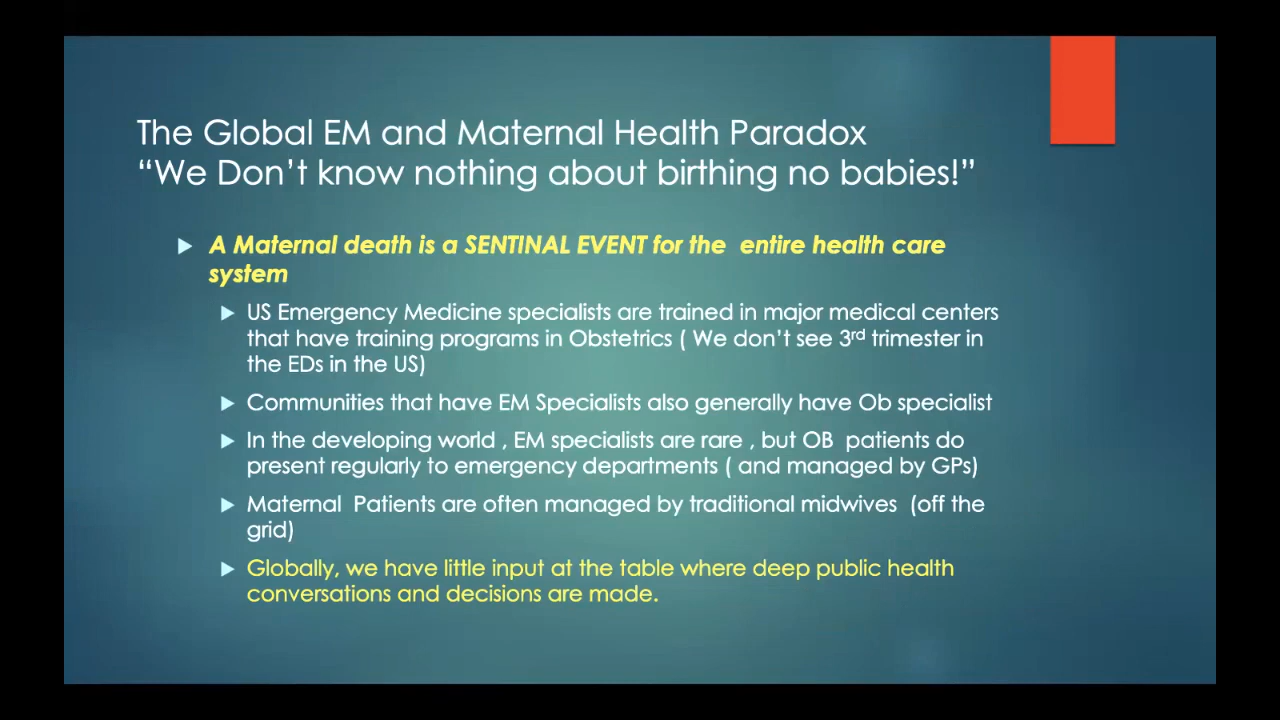 The Global EM and Maternal Health Paradox
“We Don’t know nothing about birthing no babies!”
A Maternal death is a SENTINAL EVENT for the  entire health care
system
US Emergency Medicine specialists are trained in major medical centers
that have training programs in Obstetrics ( We don’t see 3rd trimester in
the EDs in the US)
Communities that have EM Specialists also generally have Ob specialist
In the developing world , EM specialists are rare , but OB  patients do
present regularly to emergency departments ( and managed by GPs)
Maternal  Patients are often managed by traditional midwives  (off the
grid)
Globally, we have little input at the table where deep public health
conversations and decisions are made.